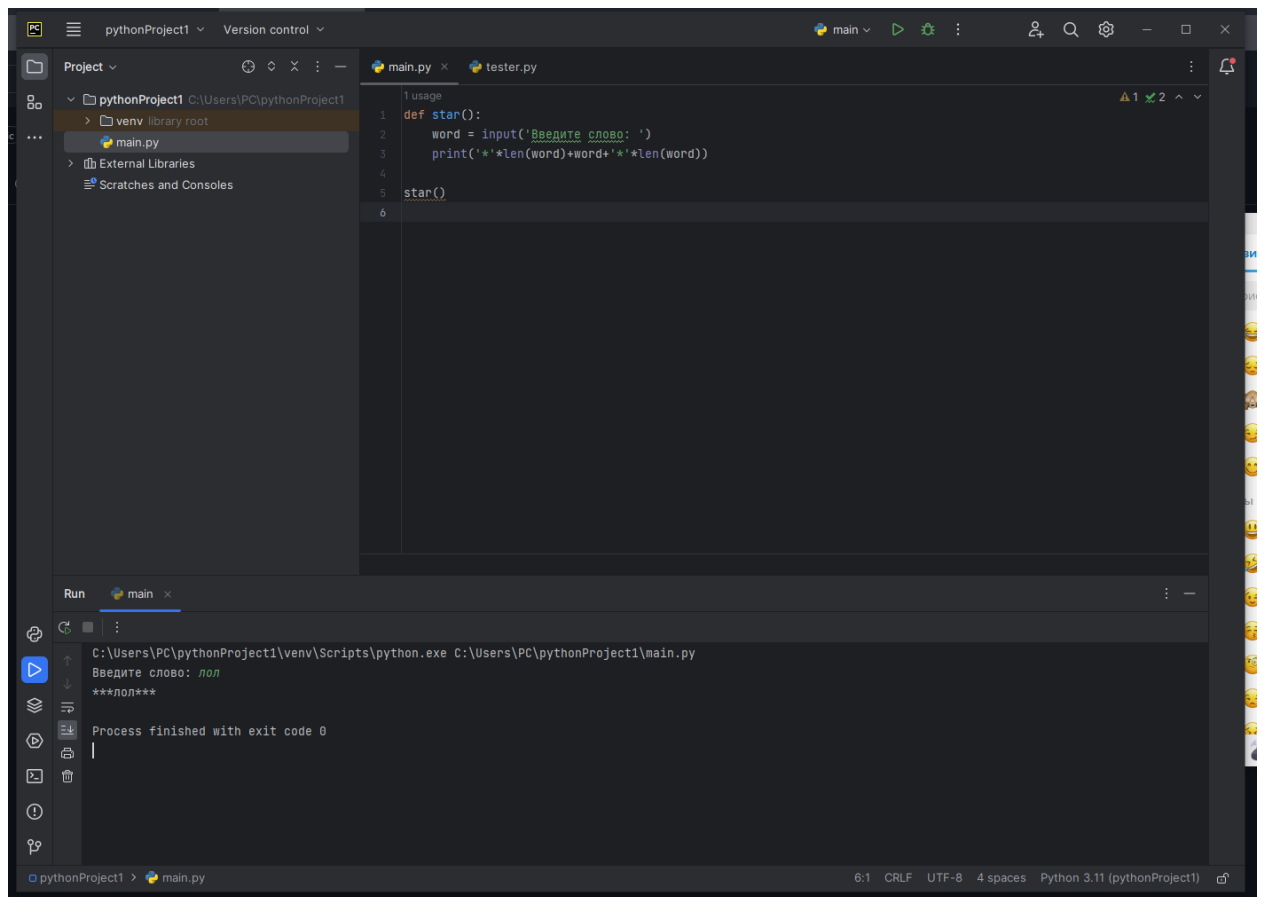 PC pythonProject1 Version control main
Project main.py tester.py
pythonProject1 C:\Users\PC\pythonProject1
venv library root
main.py
External Libraries
Scratches and Consoles
1 usage 1 2
1 def star():
2 word = input('Введите слово: ')
3 print('*'*len(word)+word+'*'*len(word))
4
5 star()
6
Run main
C:\Users\PC\pythonProject1\venv\Scripts\python.exe C:\Users\PC\pythonProject1\main.py
Введите слово: лол
***лол***
Process finished with exit code 0
pythonProject1 > main.py 6:1 CRLF UTF-8 4 spaces Python 3.11 (pythonProject1)